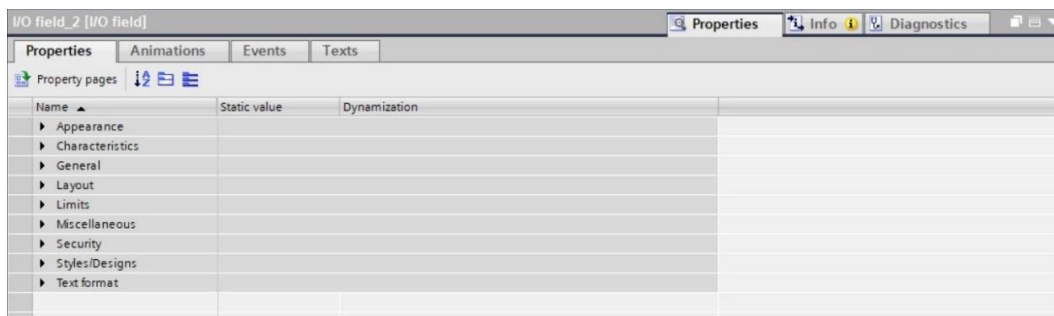 I/O field_2 [I/O field] Properties Info Diagnostics
Properties Animations Events Texts
Property pages
Name Static value Dynamization
Appearance
Characteristics
General
Layout
Limits
Miscellaneous
Security
Styles/Designs
Text format